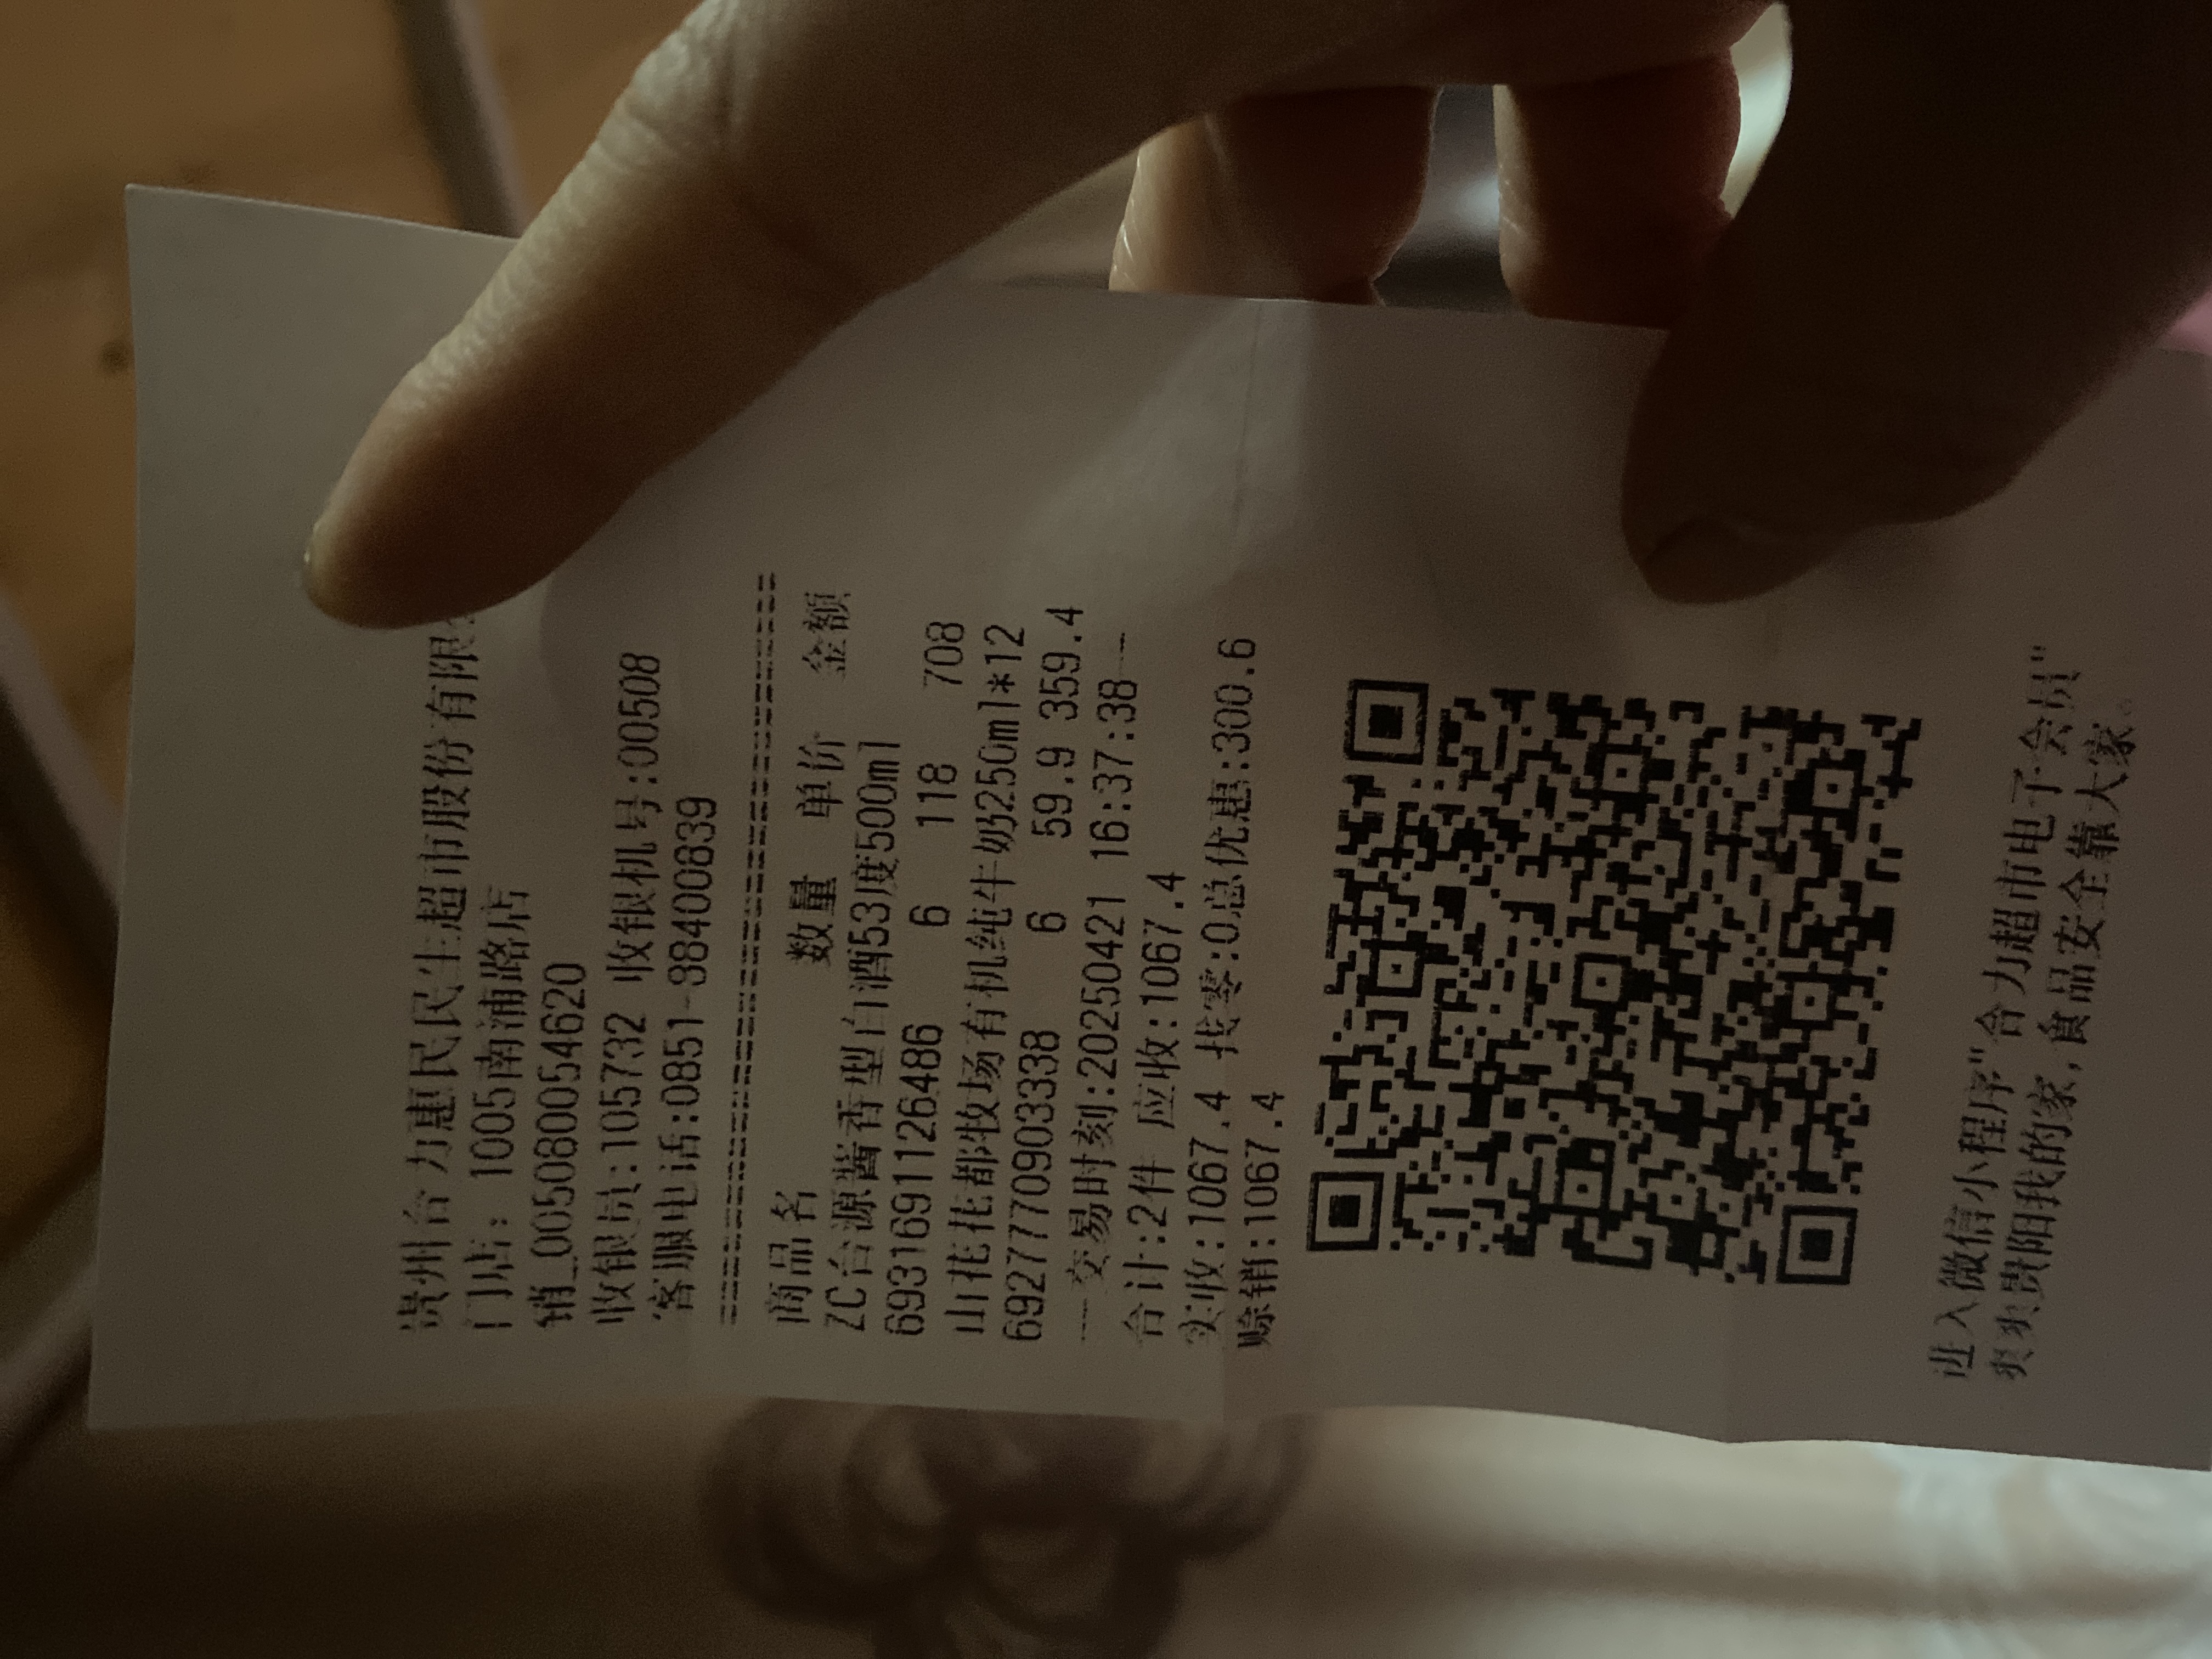 贵州合力惠民民生超市股份有限
门店: 1005南浦路店
销_005080054620
收银员:105732 收银机号:00508
客服电话:0851-38400839
商品名 数量 单价 金额
ZC台源酱香型白酒53度500ml
6931691126486 6 118 708
山花花都牧场有机纯牛奶250ml*12
6927770903338 6 59.9 359.4
----交易时刻:20250421 16:37:38----
合计:2件 应收:1067.4
实收:1067.4 找零:0总优惠:300.6
赊销:1067.4
进入微信小程序"合力超市电子会员"
爽爽贵阳我的家,食品安全靠大家。